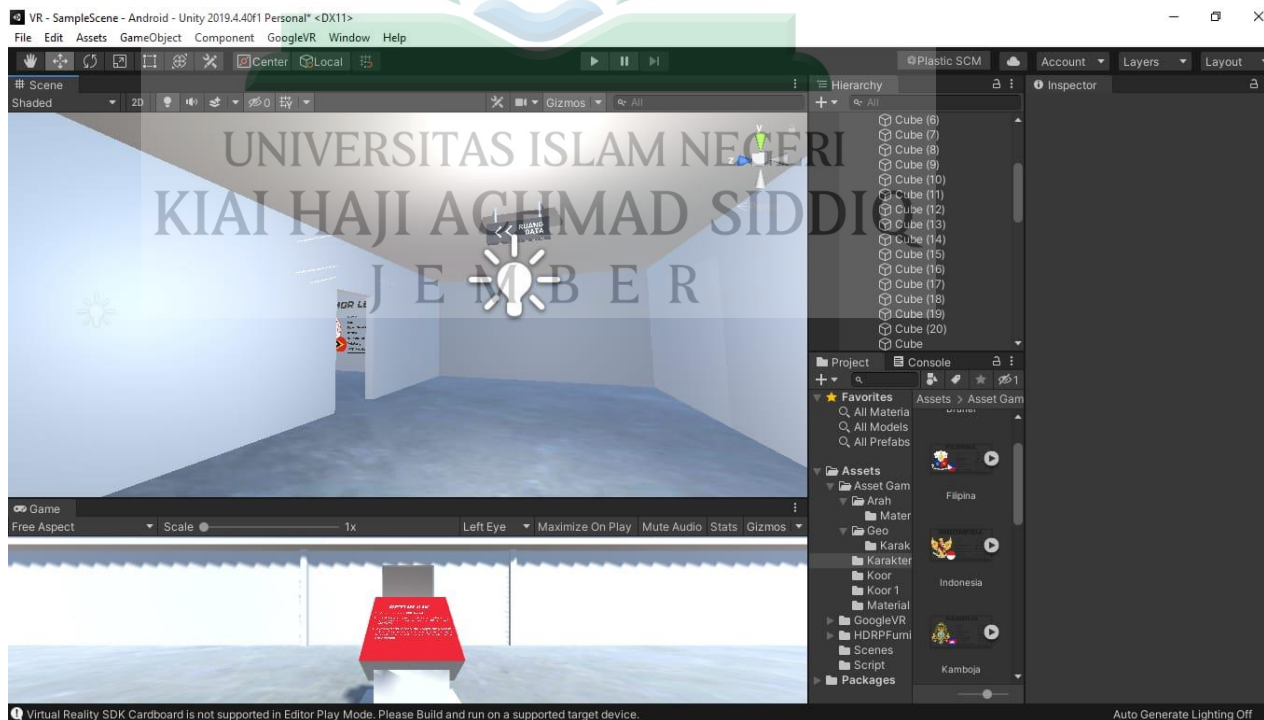 VR - SampleScene - Android - Unity 2019.4.40f1 Personal* <DX11>
File Edit Assets GameObject Component GoogleVR Window Help
Center Local Plastic SCM Account Layers Layout
# Scene
Shaded 2D 0 Gizmos All
UNIVERSITAS ISLAM NEGERI
KIAI HAJI ACHMAD SIDDIQ
J E M B E R
y
z
<< RUANG
DATA
Game
Free Aspect Scale 1x Left Eye Maximize On Play Mute Audio Stats Gizmos
Hierarchy
All
Cube (6)
Cube (7)
Cube (8)
Cube (9)
Cube (10)
Cube (11)
Cube (12)
Cube (13)
Cube (14)
Cube (15)
Cube (16)
Cube (17)
Cube (18)
Cube (19)
Cube (20)
Cube
Inspector
Project Console
1
Favorites
All Materia
All Models
All Prefabs
Assets
Asset Gam
Arah
Mater
Geo
Karak
Karakter
Koor
Koor 1
Material
GoogleVR
HDRPFurni
Scenes
Script
Packages
Assets > Asset Gam
Filipina
Indonesia
Kamboja
Virtual Reality SDK Cardboard is not supported in Editor Play Mode. Please Build and run on a supported target device.
Auto Generate Lighting Off